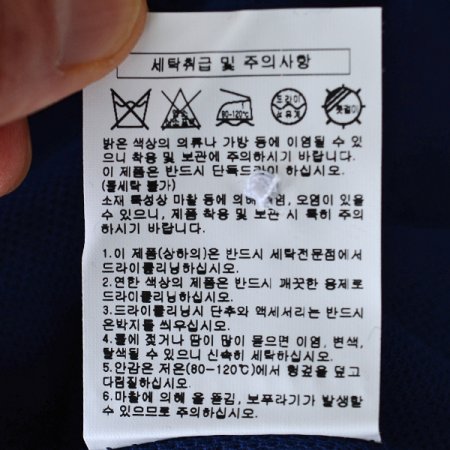 세탁취급 및 주의사항
80~120℃
드라이
석유계
옷걸이
밝은 색상의 의류나 가방 등에 이염될 수 있
으니 착용 및 보관에 주의하시기 바랍니다.
이 제품은 반드시 단독드라이 하십시오.
(물세탁 불가)
소재 특성상 마찰 등에 의해 이염, 오염이 있을
수 있으니, 제품 착용 및 보관 시 특히 주의
하시기 바랍니다.
1.이 제품(상하의)은 반드시 세탁전문점에서
드라이클리닝하십시오.
2.연한 색상의 제품은 반드시 깨끗한 용제로
드라이클리닝하십시오.
3.드라이클리닝시 단추와 액세서리는 반드시
은박지를 씌우십시오.
4.물에 젖거나 땀이 많이 묻으면 이염, 변색,
탈색될 수 있으니 신속히 세탁하십시오.
5.안감은 저온(80-120℃)에서 헝겊을 덮고
다림질하십시오.
6.마찰에 의해 올 뜯김, 보푸라기가 발생할
수 있으므로 주의하십시오.